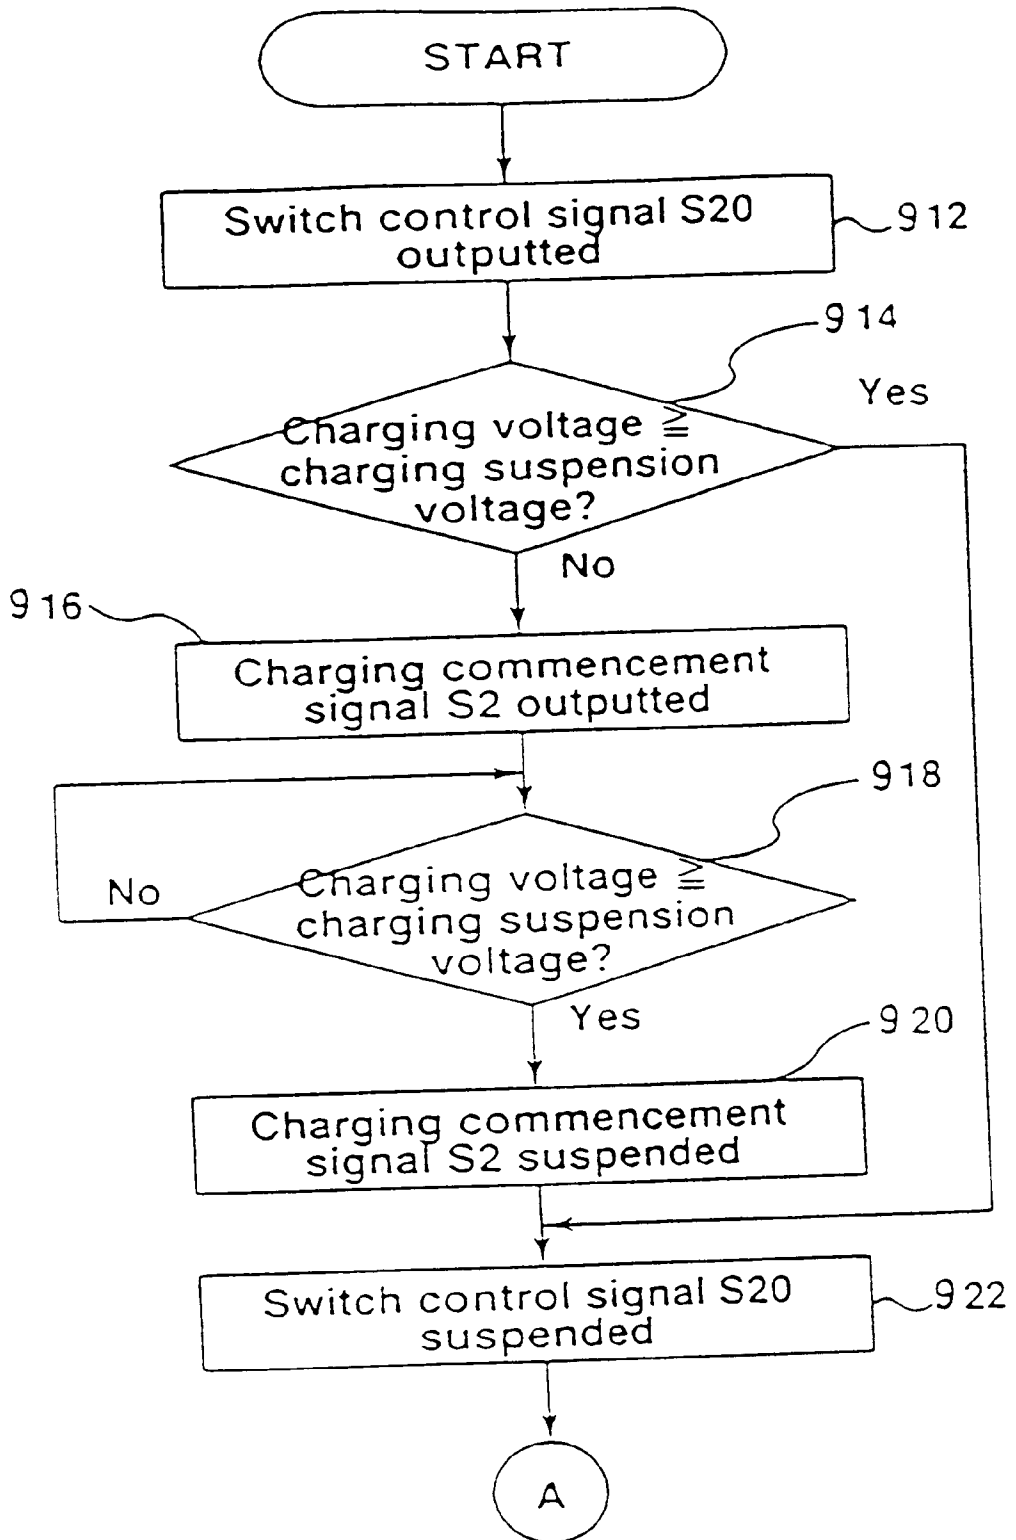 START
Switch control signal S20
outputted
912
914
Yes
Charging voltage ≧
charging suspension
voltage?
No
916
Charging commencement
signal S2 outputted
918
No
Charging voltage ≧
charging suspension
voltage?
Yes
920
Charging commencement
signal S2 suspended
Switch control signal S20
suspended
922
A